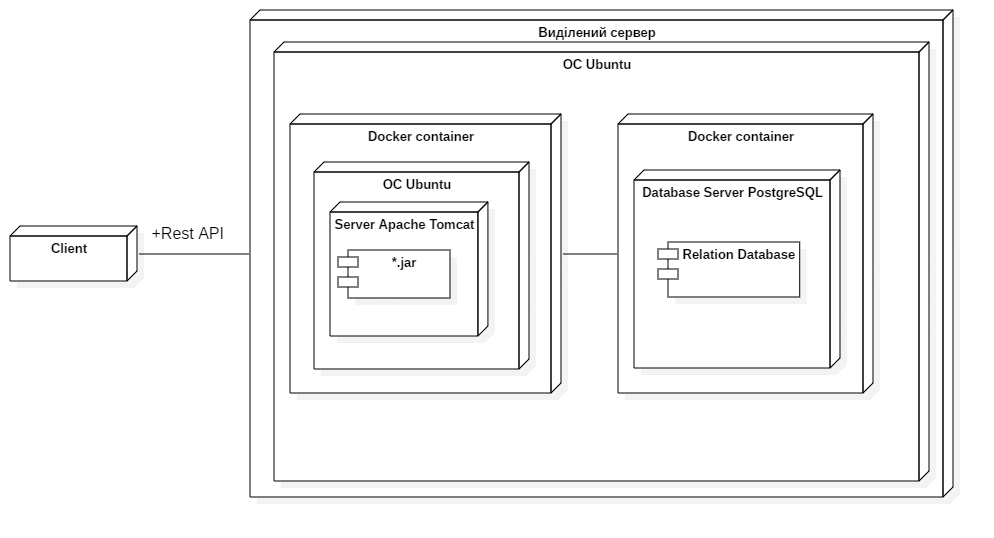 Виділений сервер
ОС Ubuntu
Docker container
Docker container
ОС Ubuntu
Database Server PostgreSQL
Server Apache Tomcat
+Rest API
Client
*.jar
Relation Database